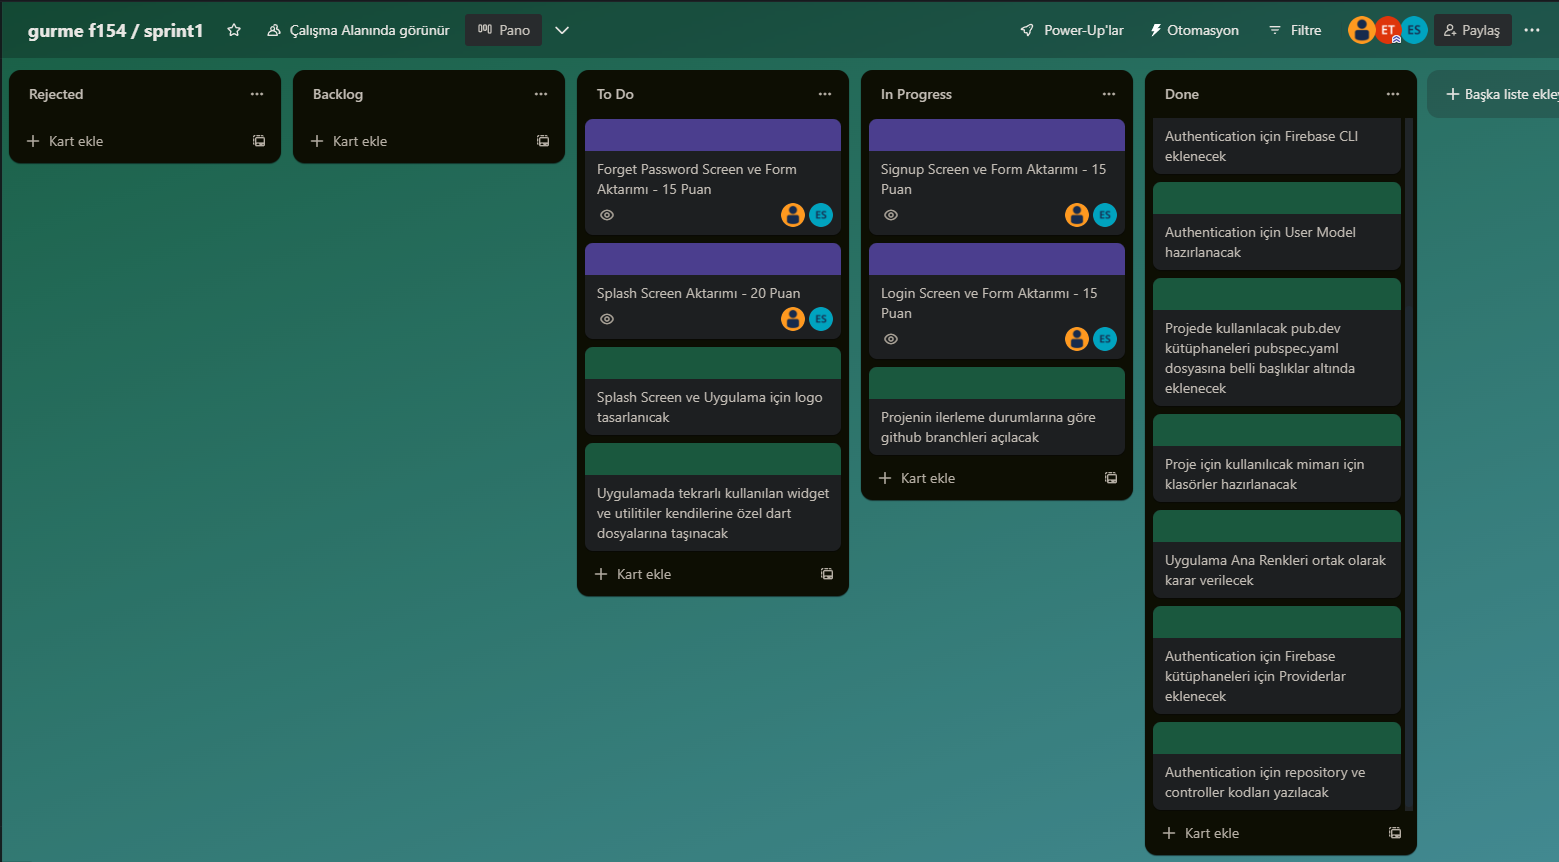 gurme f154 / sprint1
Çalışma Alanında görünür
Pano
Power-Up'lar
Otomasyon
Filtre
ET
ES
Paylaş
Rejected
Kart ekle
Backlog
Kart ekle
To Do
Forget Password Screen ve Form
Aktarımı - 15 Puan
ES
Splash Screen Aktarımı - 20 Puan
ES
Splash Screen ve Uygulama için logo
tasarlanıcak
Uygulamada tekrarlı kullanılan widget
ve utilitiler kendilerine özel dart
dosyalarına taşınacak
Kart ekle
In Progress
Signup Screen ve Form Aktarımı - 15
Puan
ES
Login Screen ve Form Aktarımı - 15
Puan
ES
Projenin ilerleme durumlarına göre
github branchleri açılacak
Kart ekle
Done
Authentication için Firebase CLI
eklenecek
Authentication için User Model
hazırlanacak
Projede kullanılacak pub.dev
kütüphaneleri pubspec.yaml
dosyasına belli başlıklar altında
eklenecek
Proje için kullanılıcak mimarı için
klasörler hazırlanacak
Uygulama Ana Renkleri ortak olarak
karar verilecek
Authentication için Firebase
kütüphaneleri için Providerlar
eklenecek
Authentication için repository ve
controller kodları yazılacak
Kart ekle
Başka liste ekley